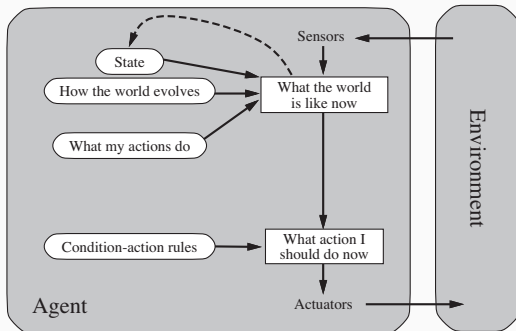 Sensors
State
How the world evolves
What the world
is like now
What my actions do
Condition-action rules
What action I
should do now
Agent
Actuators
Environment